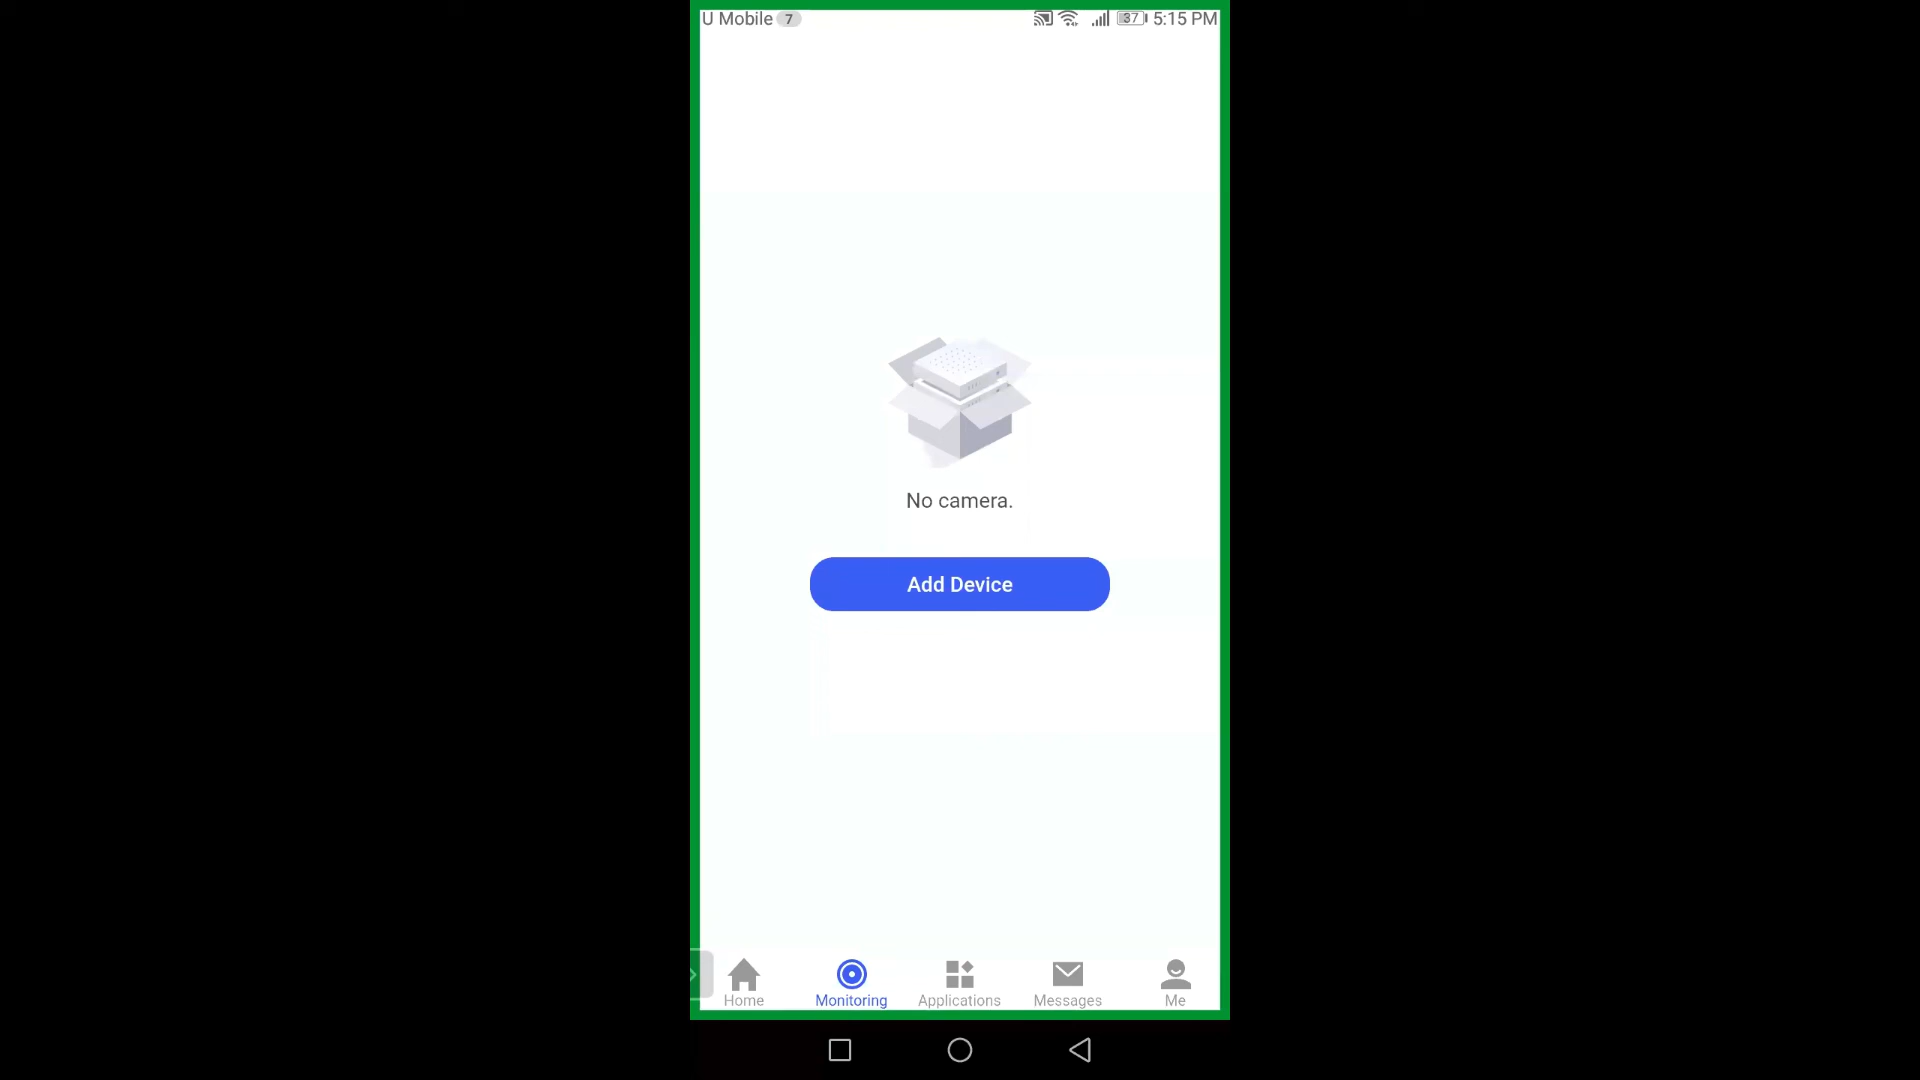 U Mobile 7 37 5:15 PM
No camera.
Add Device
Home Monitoring Applications Messages Me